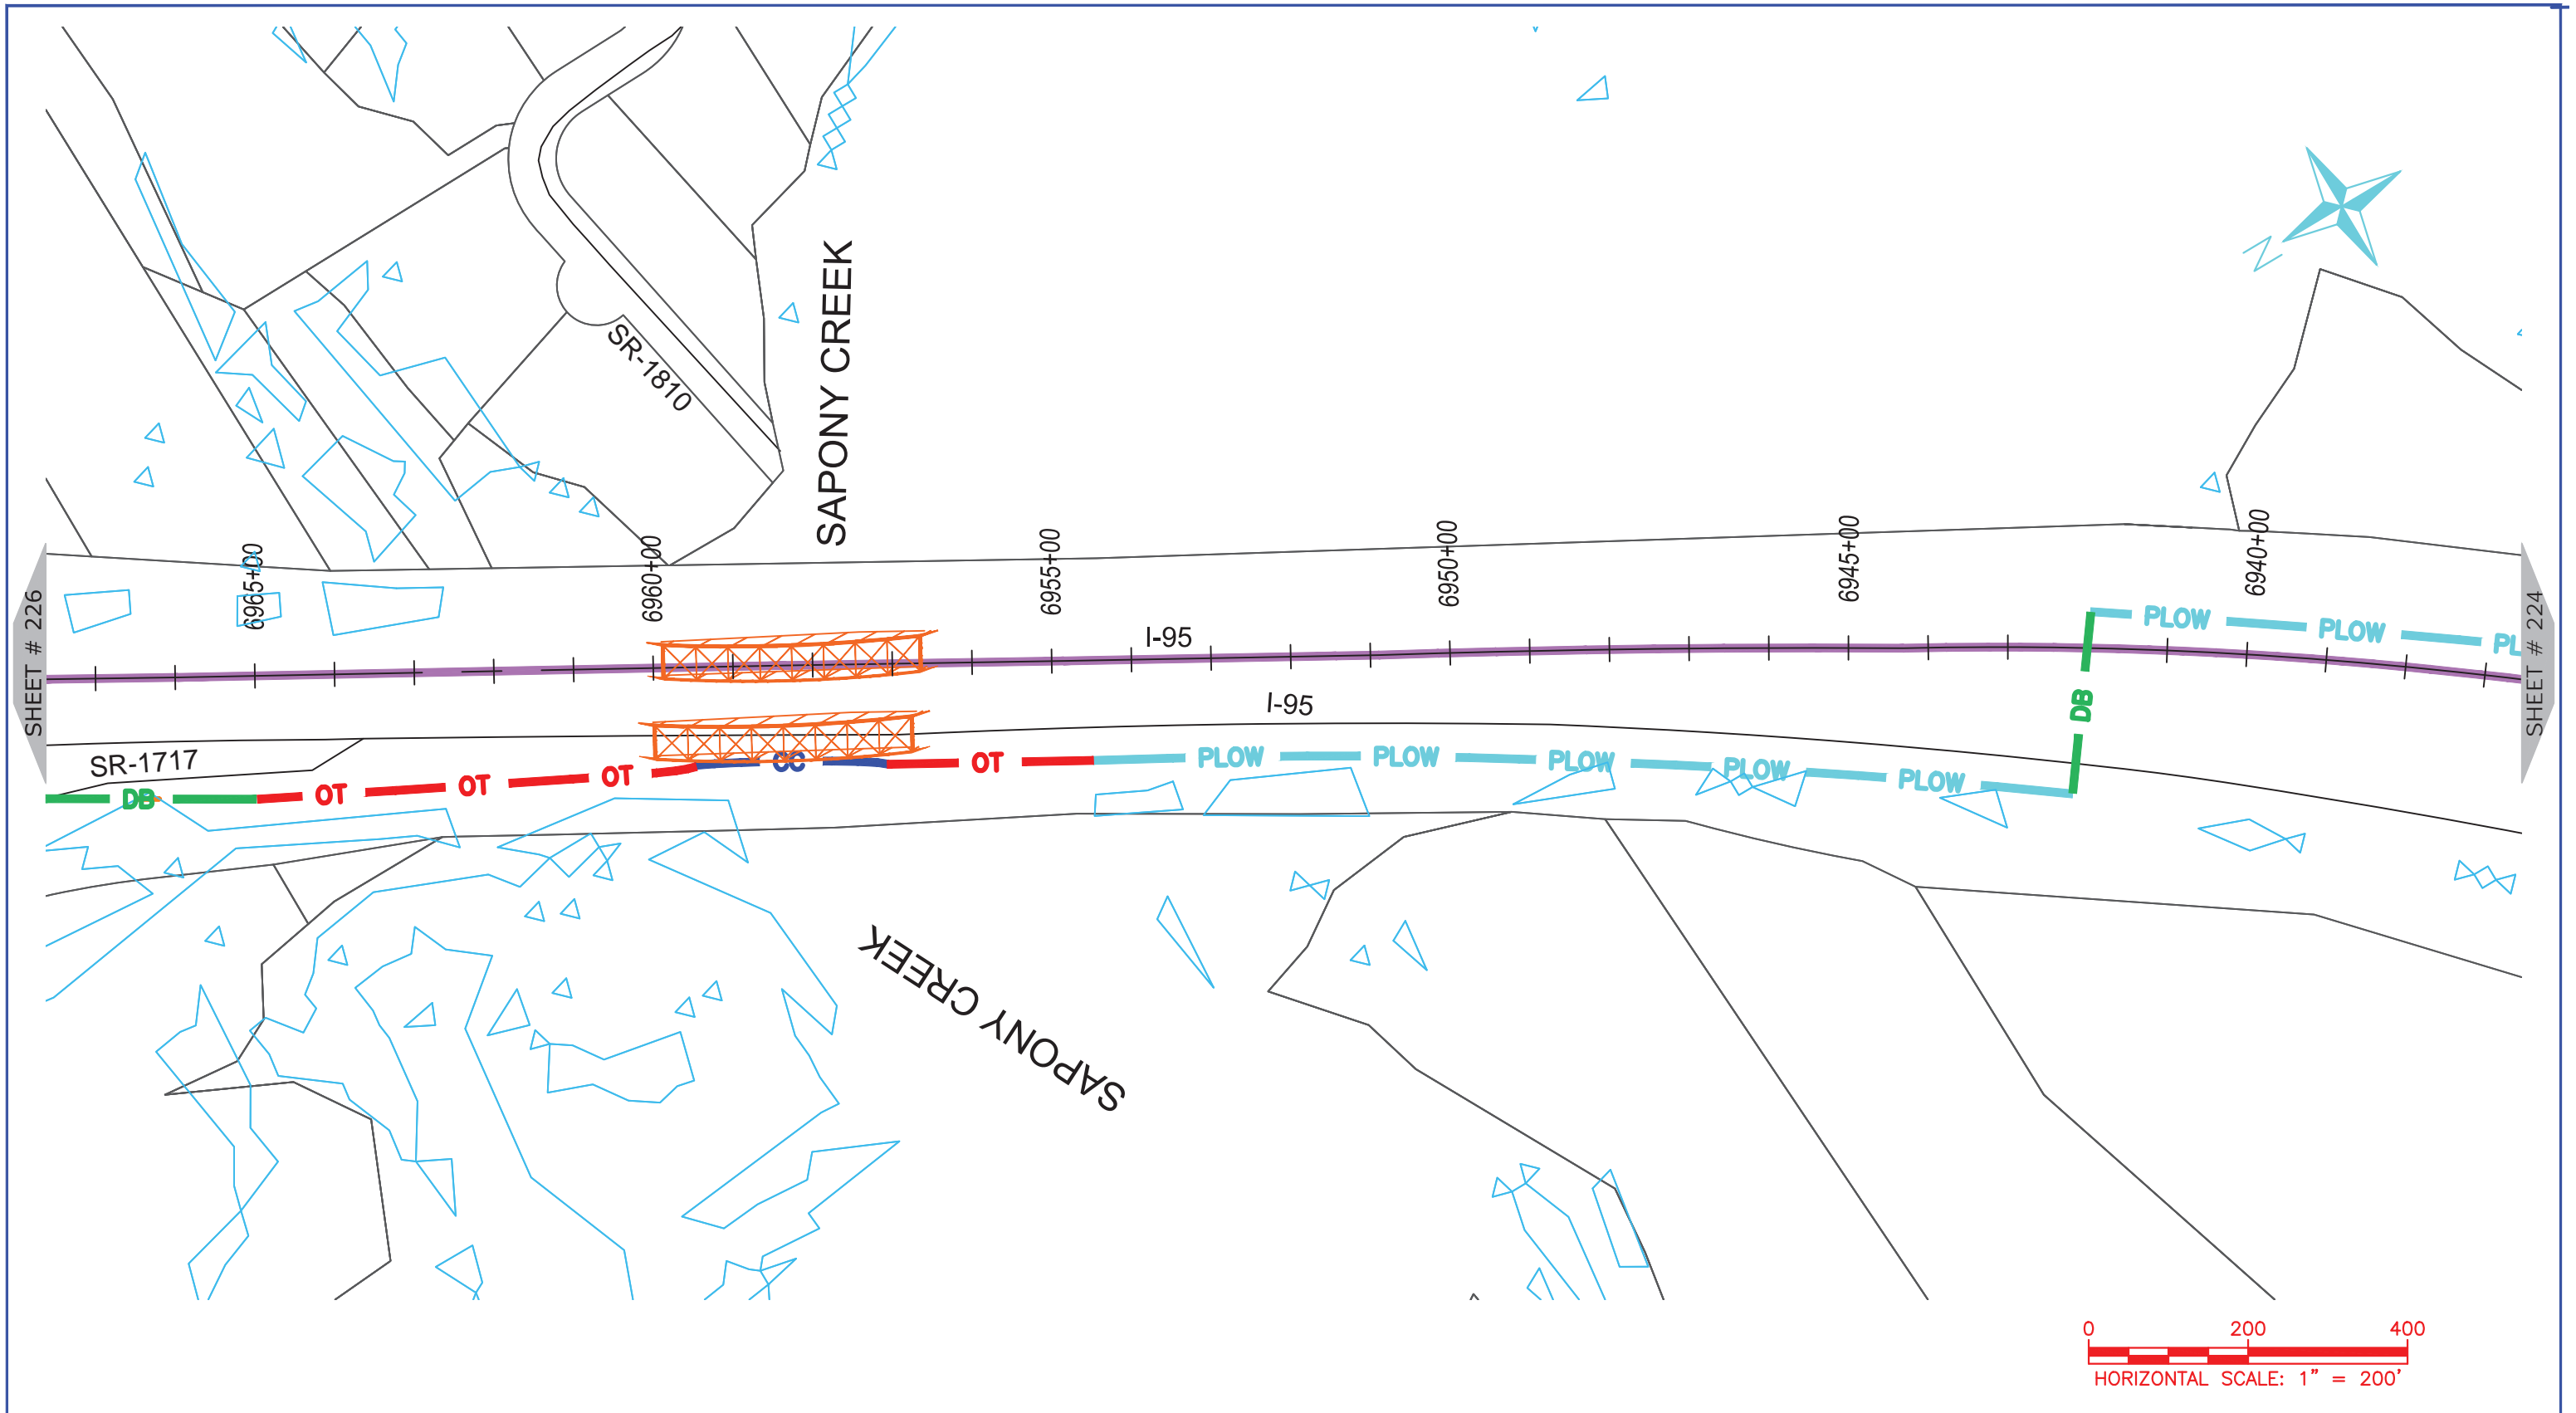 SAPONY CREEK
SR-1810
6965+00
6960+00
6955+00
6950+00
6945+00
6940+00
N
SHEET # 226
SHEET # 224
I-95
I-95
PLOW
PLOW
PL
DB
SR-1717
DB
OT
OT
OT
OC
OT
PLOW
PLOW
PLOW
PLOW
PLOW
SAPONY CREEK
0 200 400
HORIZONTAL SCALE: 1" = 200'